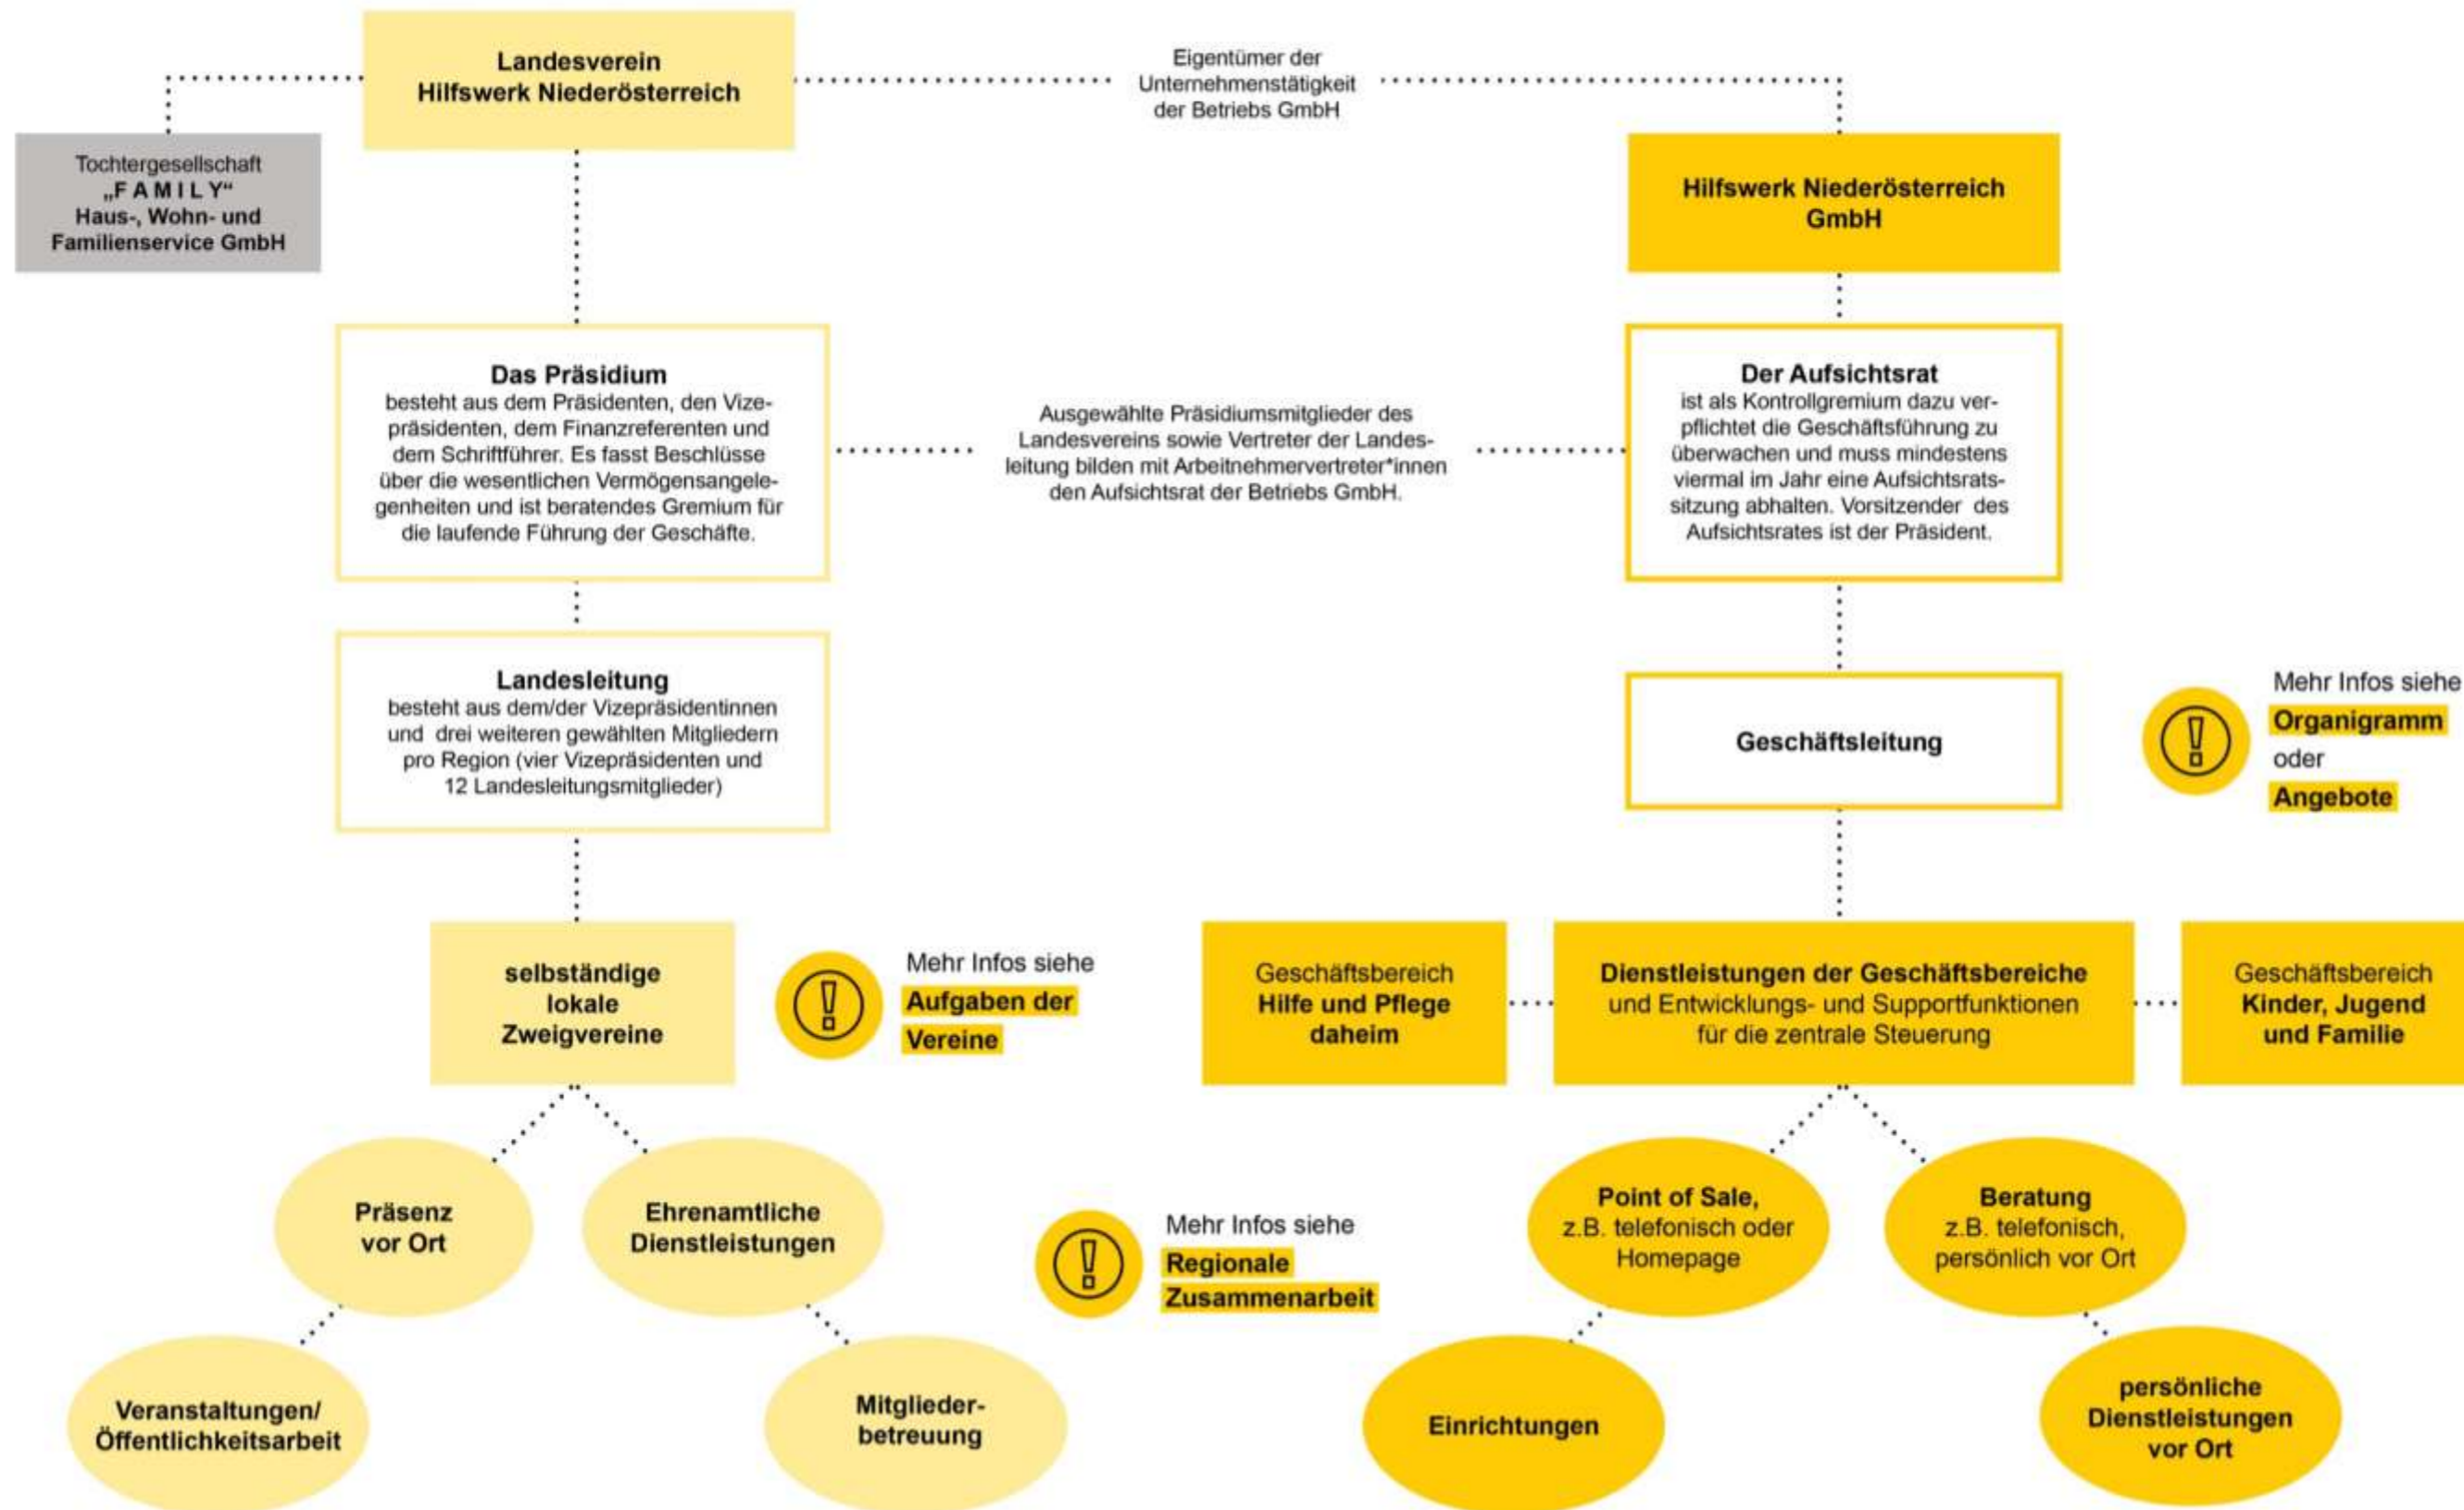 Landesverein
Hilfswerk Niederösterreich
Eigentümer der
Unternehmenstätigkeit
der Betriebs GmbH
Tochtergesellschaft
„F A M I L Y“
Haus-, Wohn- und
Familienservice GmbH
Hilfswerk Niederösterreich
GmbH
Das Präsidium
besteht aus dem Präsidenten, den Vize-
präsidenten, dem Finanzreferenten und
dem Schriftführer. Es fasst Beschlüsse
über die wesentlichen Vermögensangele-
genheiten und ist beratendes Gremium für
die laufende Führung der Geschäfte.
Ausgewählte Präsidiumsmitglieder des
Landesvereins sowie Vertreter der Landes-
leitung bilden mit Arbeitnehmervertreter*innen
den Aufsichtsrat der Betriebs GmbH.
Der Aufsichtsrat
ist als Kontrollgremium dazu ver-
pflichtet die Geschäftsführung zu
überwachen und muss mindestens
viermal im Jahr eine Aufsichtsrats-
sitzung abhalten. Vorsitzender des
Aufsichtsrates ist der Präsident.
Landesleitung
besteht aus dem/der Vizepräsidentinnen
und drei weiteren gewählten Mitgliedern
pro Region (vier Vizepräsidenten und
12 Landesleitungsmitglieder)
Geschäftsleitung
Mehr Infos siehe
Organigramm
oder
Angebote
selbständige
lokale
Zweigvereine
Mehr Infos siehe
Aufgaben der
Vereine
Geschäftsbereich
Hilfe und Pflege
daheim
Dienstleistungen der Geschäftsbereiche
und Entwicklungs- und Supportfunktionen
für die zentrale Steuerung
Geschäftsbereich
Kinder, Jugend
und Familie
Präsenz
vor Ort
Ehrenamtliche
Dienstleistungen
Mehr Infos siehe
Regionale
Zusammenarbeit
Point of Sale,
z.B. telefonisch oder
Homepage
Beratung
z.B. telefonisch,
persönlich vor Ort
Veranstaltungen/
Öffentlichkeitsarbeit
Mitglieder-
betreuung
Einrichtungen
persönliche
Dienstleistungen
vor Ort